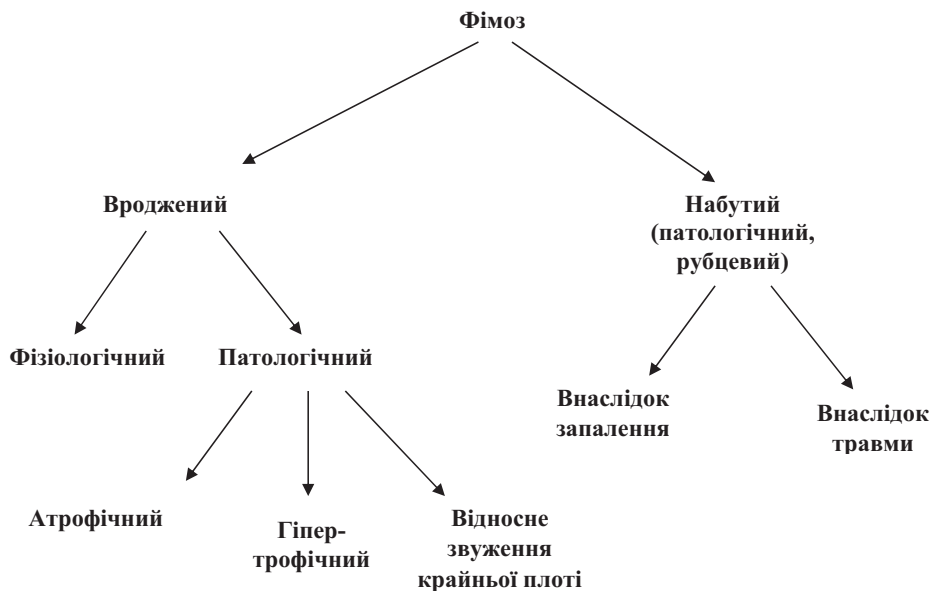 Фімоз
Вроджений
Набутий
(патологічний,
рубцевий)
Фізіологічний
Патологічний
Внаслідок
запалення
Внаслідок
травми
Атрофічний
Гіпер-
трофічний
Відносне
звуження
крайньої плоті